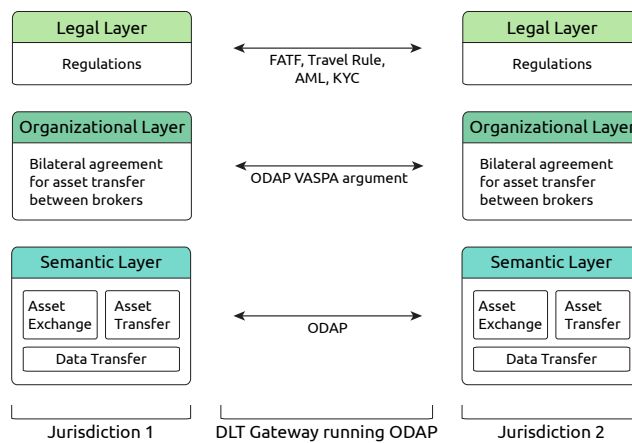 Legal Layer
Regulations
FATF, Travel Rule,
AML, KYC
Legal Layer
Regulations
Organizational Layer
Bilateral agreement
for asset transfer
between brokers
ODAP VASPA argument
Organizational Layer
Bilateral agreement
for asset transfer
between brokers
Semantic Layer
Asset
Exchange
Asset
Transfer
Data Transfer
ODAP
Semantic Layer
Asset
Exchange
Asset
Transfer
Data Transfer
Jurisdiction 1
DLT Gateway running ODAP
Jurisdiction 2